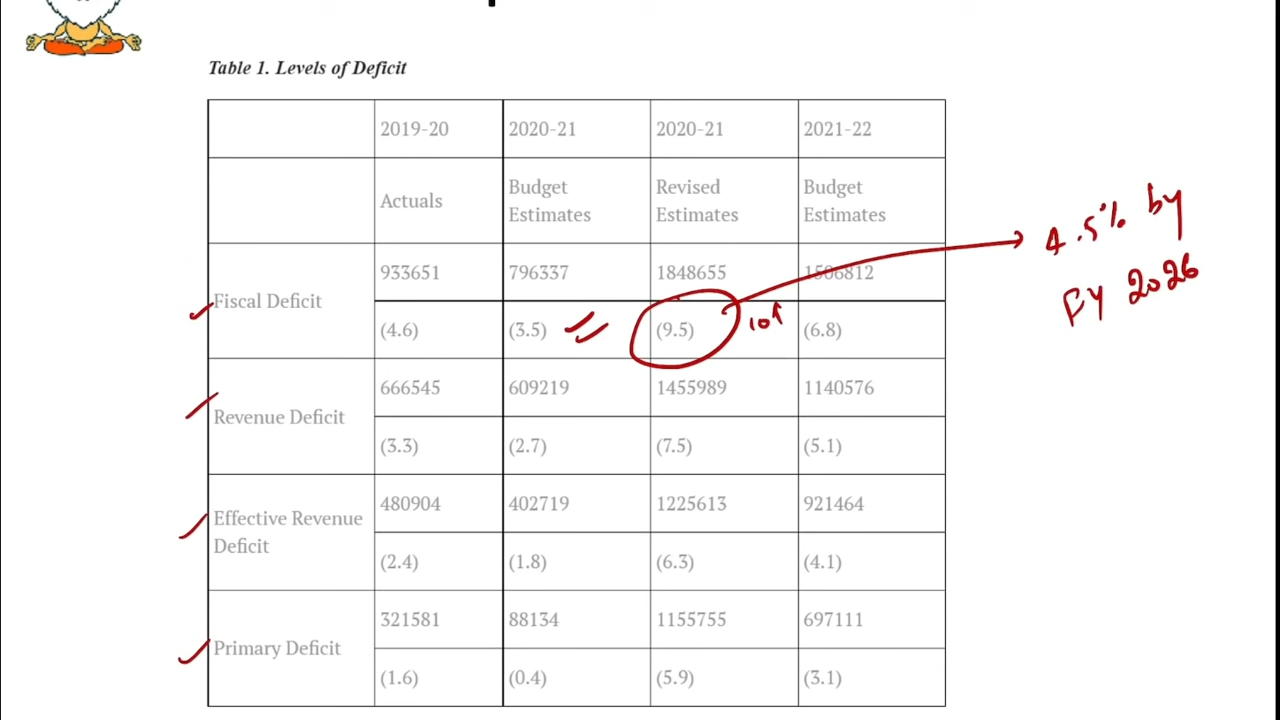 Table 1. Levels of Deficit
2019-20 2020-21 2020-21 2021-22
Actuals Budget Estimates Revised Estimates Budget Estimates
Fiscal Deficit
933651 796337 1848655 1506812
(4.6) (3.5) (9.5) 10↑ (6.8)
4.5% by
FY 2026
Revenue Deficit
666545 609219 1455989 1140576
(3.3) (2.7) (7.5) (5.1)
Effective Revenue
Deficit
480904 402719 1225613 921464
(2.4) (1.8) (6.3) (4.1)
Primary Deficit
321581 88134 1155755 697111
(1.6) (0.4) (5.9) (3.1)